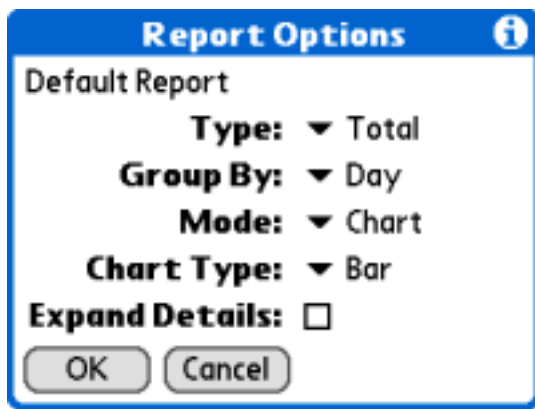 Report Options i
Default Report
Type: Total
Group By: Day
Mode: Chart
Chart Type: Bar
Expand Details:
OK Cancel